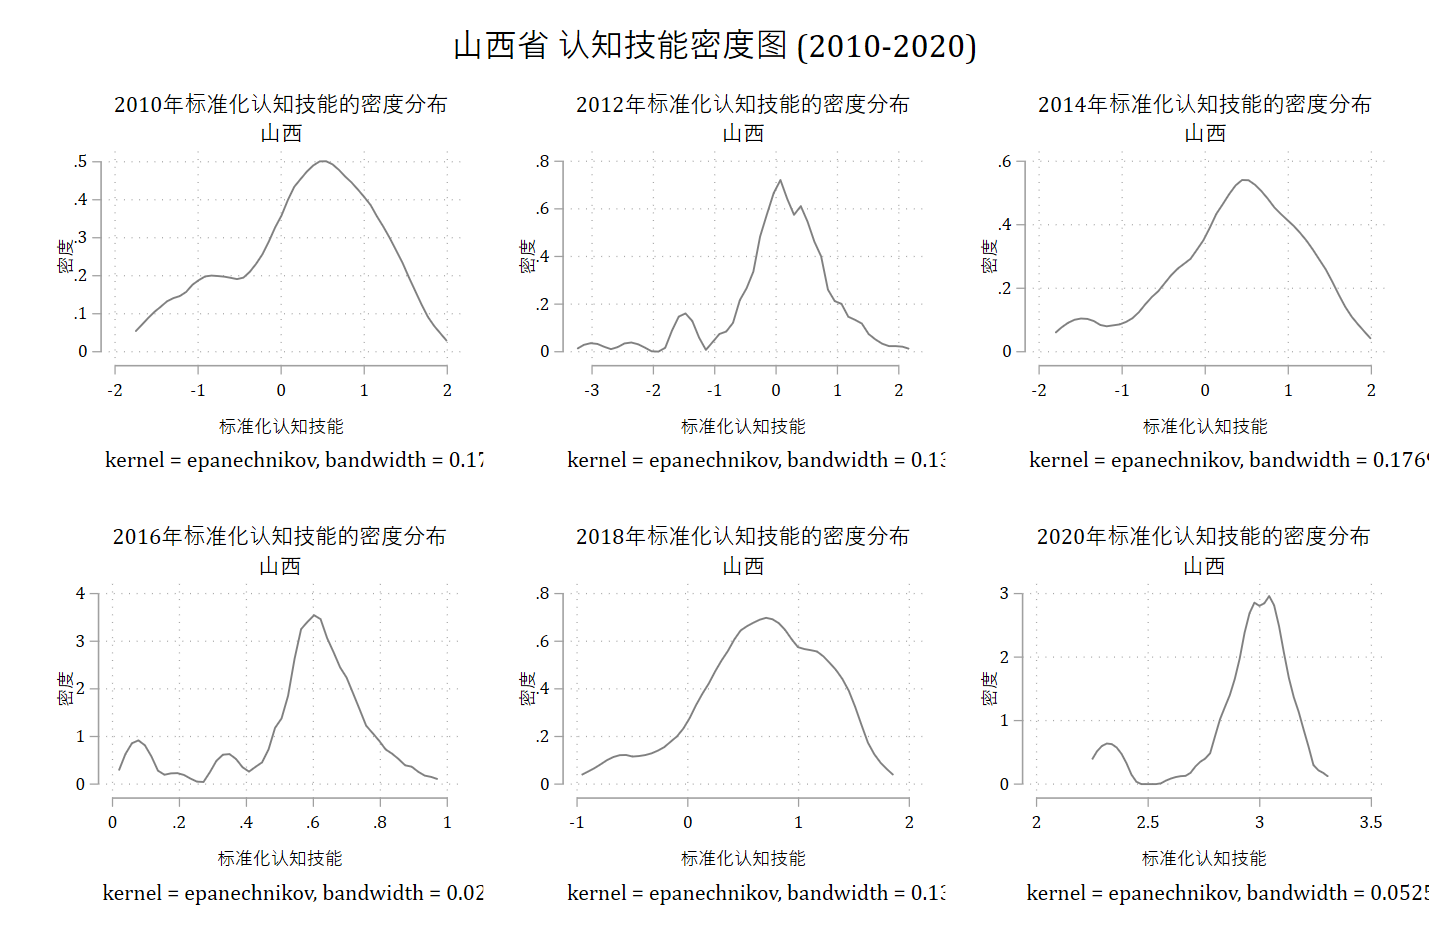 山西省 认知技能密度图 (2010-2020)
2010年标准化认知技能的密度分布
山西
密度
.5
.4
.3
.2
.1
0
-2 -1 0 1 2
标准化认知技能
kernel = epanechnikov, bandwidth = 0.17
2012年标准化认知技能的密度分布
山西
密度
.8
.6
.4
.2
0
-3 -2 -1 0 1 2
标准化认知技能
kernel = epanechnikov, bandwidth = 0.13
2014年标准化认知技能的密度分布
山西
密度
.6
.4
.2
0
-2 -1 0 1 2
标准化认知技能
kernel = epanechnikov, bandwidth = 0.176
2016年标准化认知技能的密度分布
山西
密度
4
3
2
1
0
0 .2 .4 .6 .8 1
标准化认知技能
kernel = epanechnikov, bandwidth = 0.02
2018年标准化认知技能的密度分布
山西
密度
.8
.6
.4
.2
0
-1 0 1 2
标准化认知技能
kernel = epanechnikov, bandwidth = 0.13
2020年标准化认知技能的密度分布
山西
密度
3
2
1
0
2 2.5 3 3.5
标准化认知技能
kernel = epanechnikov, bandwidth = 0.0525